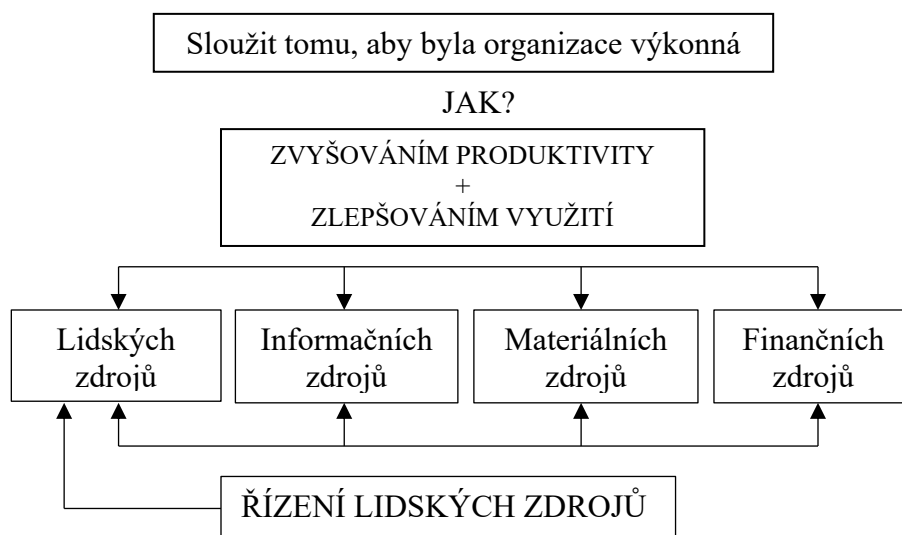 Sloužit tomu, aby byla organizace výkonná
JAK?
ZVYŠOVÁNÍM PRODUKTIVITY
+
ZLEPŠOVÁNÍM VYUŽITÍ
Lidských
zdrojů
Informačních
zdrojů
Materiálních
zdrojů
Finančních
zdrojů
ŘÍZENÍ LIDSKÝCH ZDROJŮ